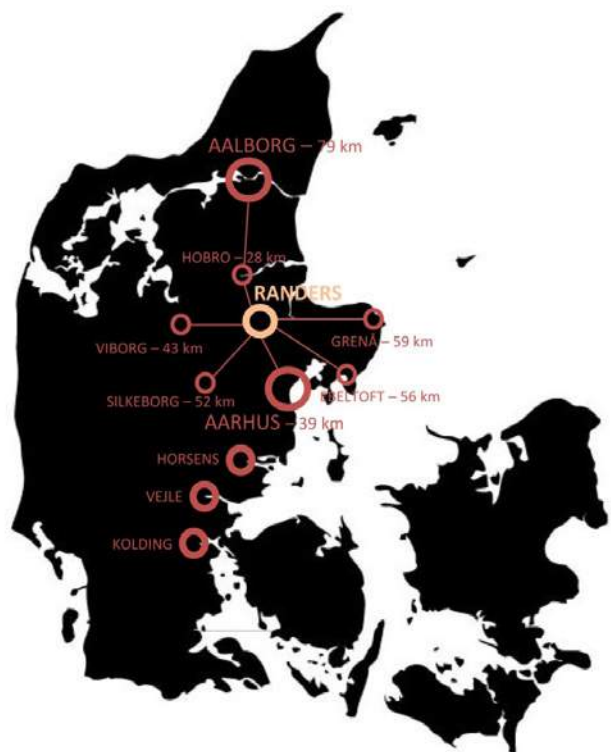 AALBORG – 79 km
HOBRO – 28 km
RANDERS
VIBORG – 43 km
GRENÅ – 59 km
SILKEBORG – 52 km
EBELTOFT – 56 km
AARHUS – 39 km
HORSENS
VEJLE
KOLDING